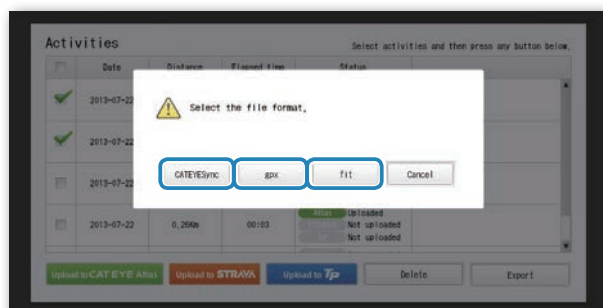 Activities
Select activities and then press any button below.
Date Distance Elapsed time Status
2013-07-22
Select the file format.
2013-07-22
CATEYESync gpx fit Cancel
2013-07-22
Atlas Uploaded
2013-07-22 0.26Km 00:03 Not uploaded
Not uploaded
Upload to CAT EYE Atlas Upload to STRAVA Upload to TP Delete Export